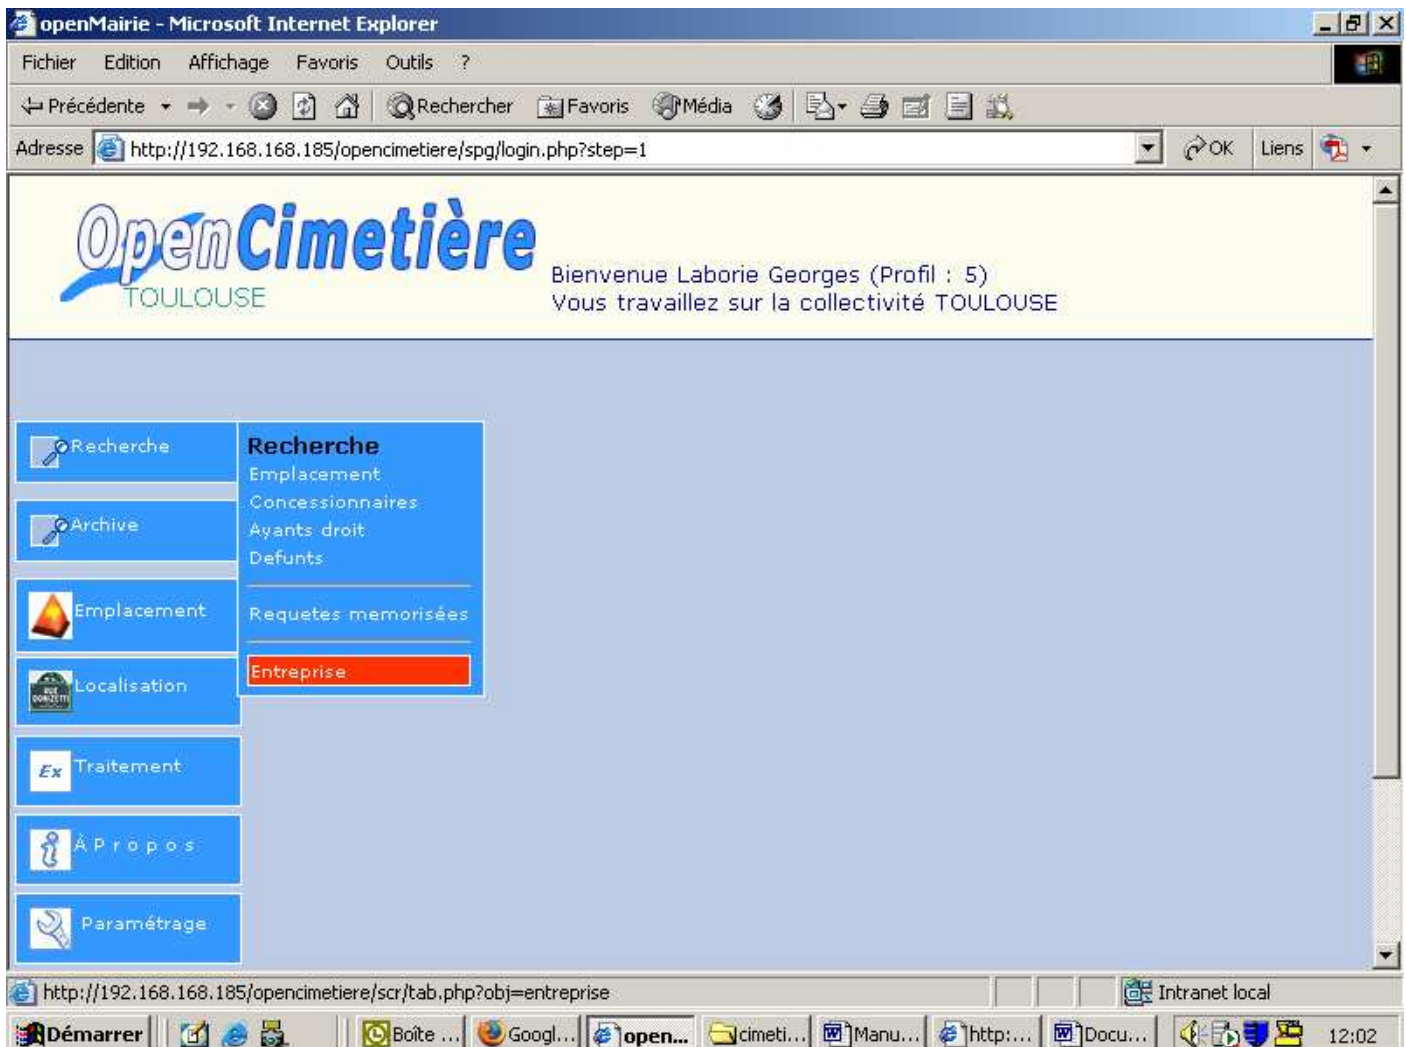 openMairie - Microsoft Internet Explorer
Fichier Edition Affichage Favoris Outils ?
Précédente Rechercher Favoris Média
Adresse http://192.168.168.185/opencimetiere/spg/login.php?step=1 OK Liens
OpenCimetière
TOULOUSE
Bienvenue Laborie Georges (Profil : 5)
Vous travaillez sur la collectivité TOULOUSE
Recherche
Archive
Emplacement
Localisation
Ex Traitement
À Propos
Paramétrage
Recherche
Emplacement
Concessionnaires
Ayants droit
Defunts
Requetes memorisées
Entreprise
http://192.168.168.185/opencimetiere/scr/tab.php?obj=entreprise Intranet local
Démarrer Boîte ... Googl... open... cimeti... Manu... http:... Docu... 12:02